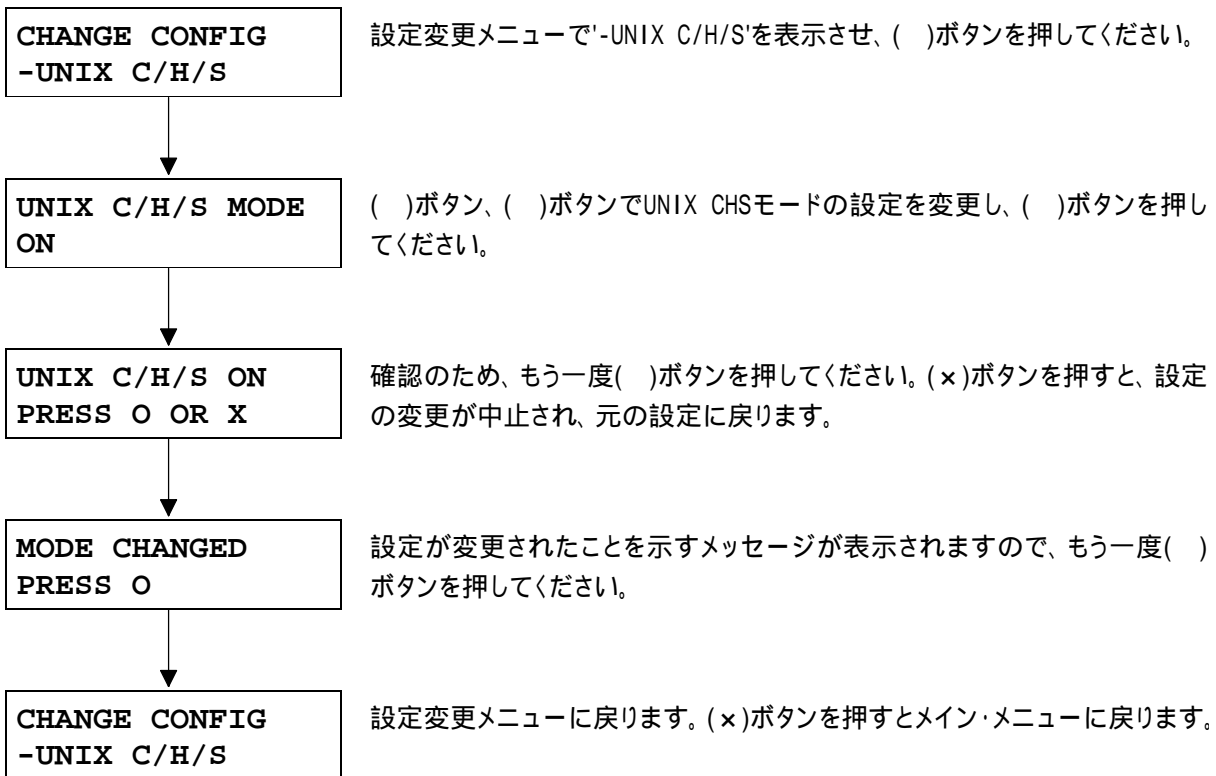 CHANGE CONFIG
-UNIX C/H/S
設定変更メニューで'-UNIX C/H/S'を表示させ、(　)ボタンを押してください。
UNIX C/H/S MODE
ON
(　)ボタン、(　)ボタンでUNIX CHSモードの設定を変更し、(　)ボタンを押し
てください。
UNIX C/H/S ON
PRESS O OR X
確認のため、もう一度(　)ボタンを押してください。(×)ボタンを押すと、設定
の変更が中止され、元の設定に戻ります。
MODE CHANGED
PRESS O
設定が変更されたことを示すメッセージが表示されますので、もう一度(　)
ボタンを押してください。
CHANGE CONFIG
-UNIX C/H/S
設定変更メニューに戻ります。(×)ボタンを押すとメイン・メニューに戻ります。